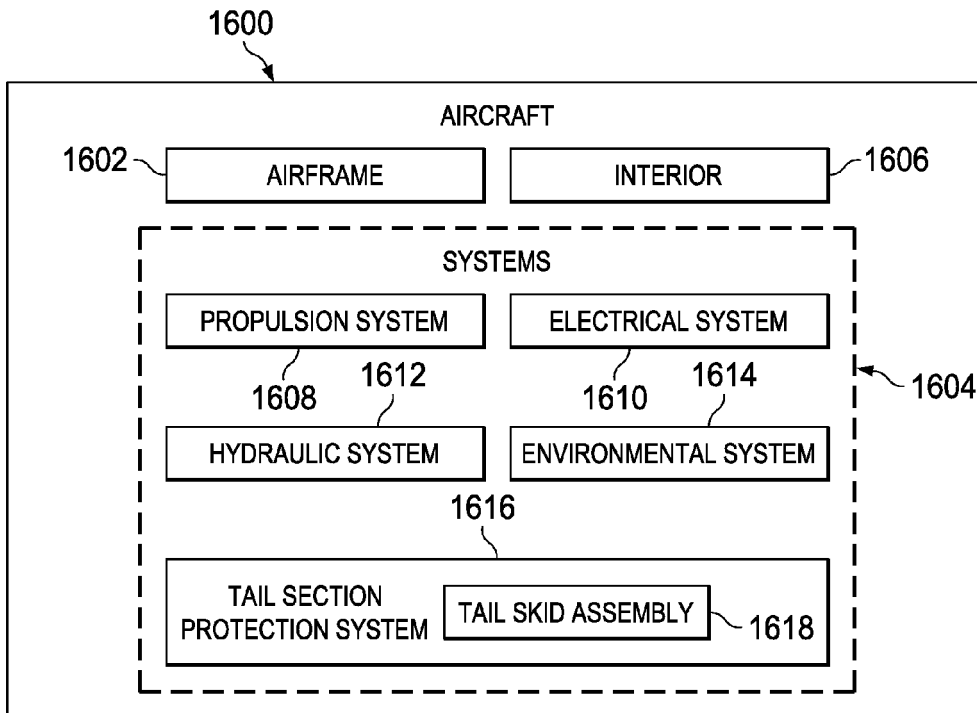 1600
AIRCRAFT
1602 AIRFRAME INTERIOR 1606
SYSTEMS
PROPULSION SYSTEM ELECTRICAL SYSTEM
1608 1612 1610 1614 1604
HYDRAULIC SYSTEM ENVIRONMENTAL SYSTEM
1616
TAIL SECTION
PROTECTION SYSTEM
TAIL SKID ASSEMBLY 1618